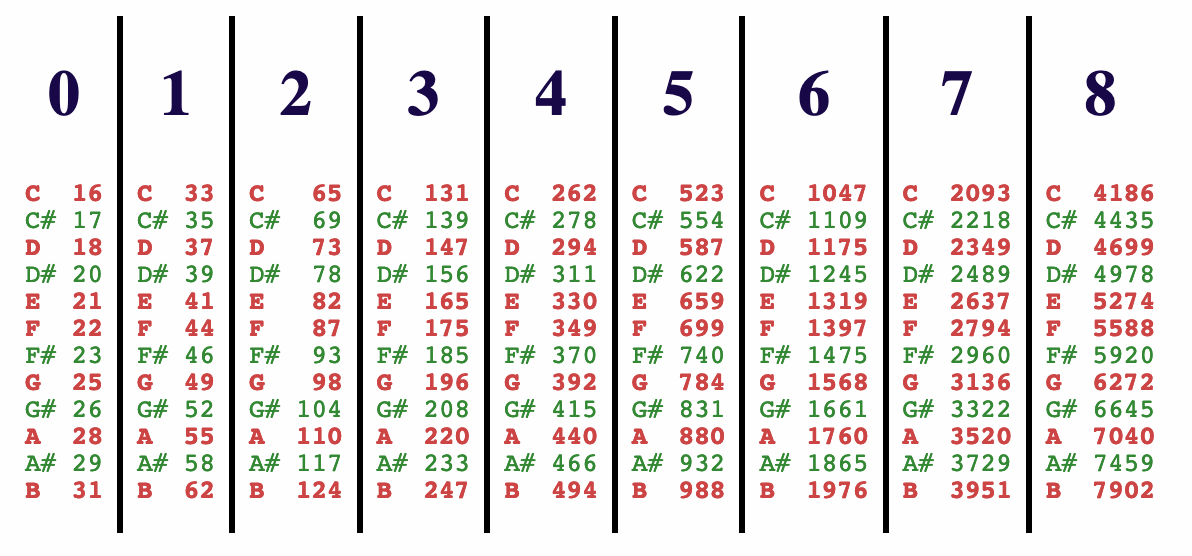 0 1 2 3 4 5 6 7 8
C 16 C 33 C 65 C 131 C 262 C 523 C 1047 C 2093 C 4186
C# 17 C# 35 C# 69 C# 139 C# 278 C# 554 C# 1109 C# 2218 C# 4435
D 18 D 37 D 73 D 147 D 294 D 587 D 1175 D 2349 D 4699
D# 20 D# 39 D# 78 D# 156 D# 311 D# 622 D# 1245 D# 2489 D# 4978
E 21 E 41 E 82 E 165 E 330 E 659 E 1319 E 2637 E 5274
F 22 F 44 F 87 F 175 F 349 F 699 F 1397 F 2794 F 5588
F# 23 F# 46 F# 93 F# 185 F# 370 F# 740 F# 1475 F# 2960 F# 5920
G 25 G 49 G 98 G 196 G 392 G 784 G 1568 G 3136 G 6272
G# 26 G# 52 G# 104 G# 208 G# 415 G# 831 G# 1661 G# 3322 G# 6645
A 28 A 55 A 110 A 220 A 440 A 880 A 1760 A 3520 A 7040
A# 29 A# 58 A# 117 A# 233 A# 466 A# 932 A# 1865 A# 3729 A# 7459
B 31 B 62 B 124 B 247 B 494 B 988 B 1976 B 3951 B 7902